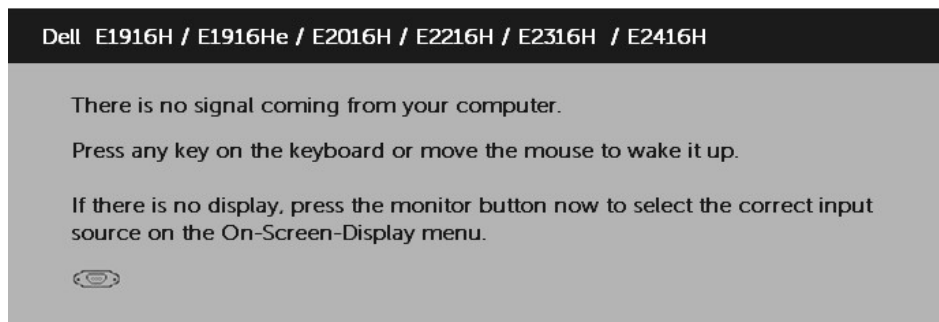 Dell E1916H / E1916He / E2016H / E2216H / E2316H / E2416H
There is no signal coming from your computer.
Press any key on the keyboard or move the mouse to wake it up.
If there is no display, press the monitor button now to select the correct input
source on the On-Screen-Display menu.